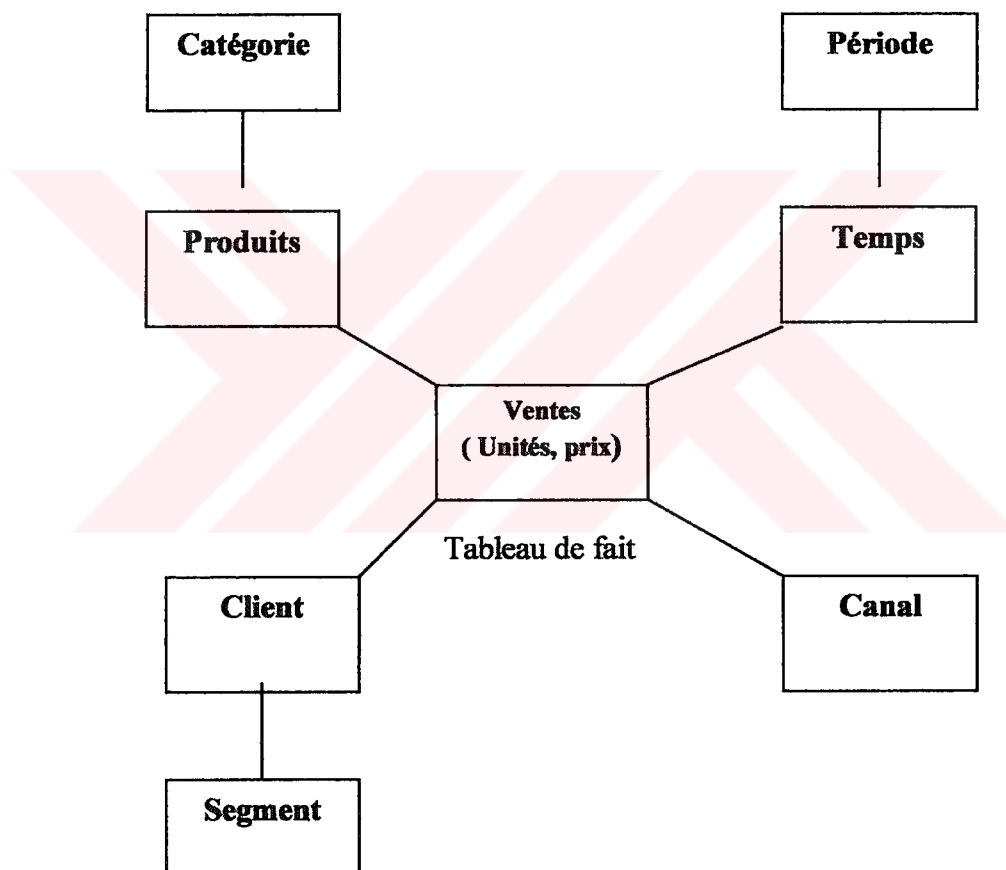 Catégorie
Période
Produits
Temps
Ventes
( Unités, prix)
Tableau de fait
Client
Canal
Segment